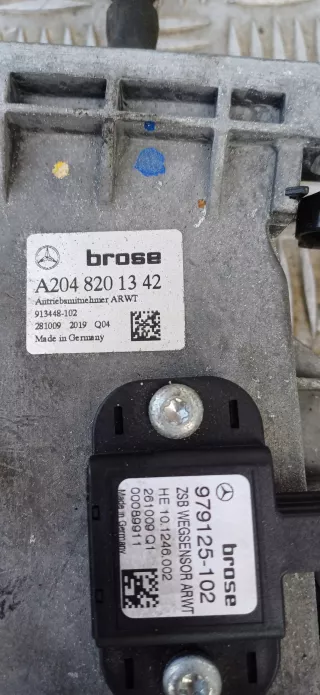 brose
A204 820 13 42
Antriebsmitnehmer ARWT
913448-102
281009 2019 Q04
Made in Germany
brose
979125-102
ZSB WEGSENSOR ARWT
HE 10.1246.002
261009 Q1
00089911
Made in Germany